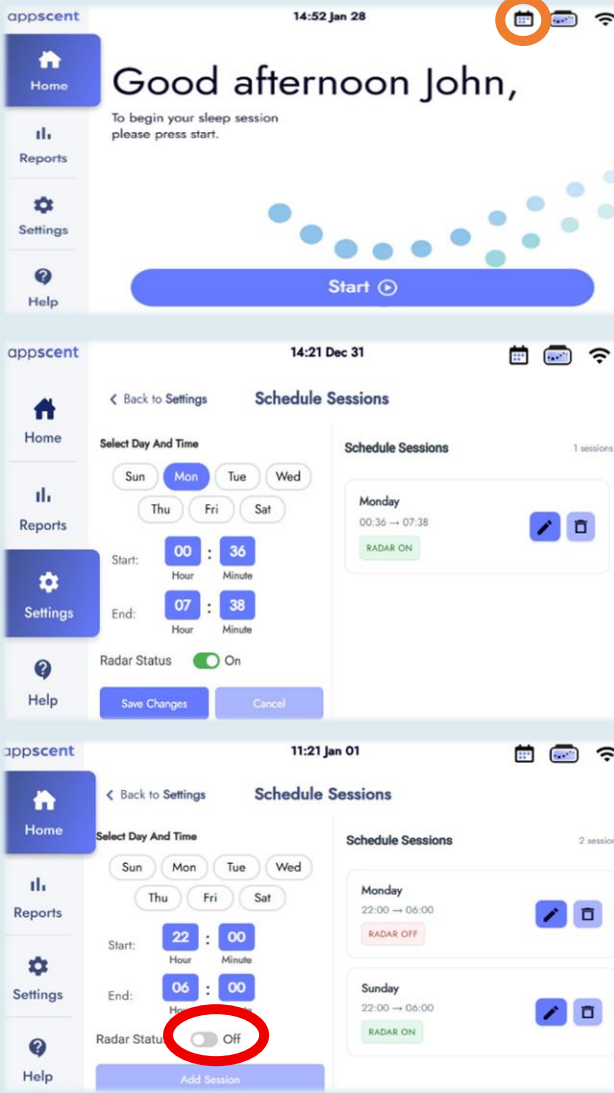 appscent
14:52 Jan 28
Home
Good afternoon John,
To begin your sleep session
please press start.
Reports
Settings
Help
Start
appscent
14:21 Dec 31
Home
Reports
Settings
Help
Back to Settings
Schedule Sessions
Select Day And Time
Sun Mon Tue Wed
Thu Fri Sat
Start: 00 : 36
Hour Minute
End: 07 : 38
Hour Minute
Radar Status On
Save Changes Cancel
Schedule Sessions 1 sessions
Monday
00:36 → 07:38
RADAR ON
appscent
11:21 Jan 01
Home
Reports
Settings
Help
Back to Settings
Schedule Sessions
Select Day And Time
Sun Mon Tue Wed
Thu Fri Sat
Start: 22 : 00
Hour Minute
End: 06 : 00
Radar Off
Add Session
Schedule Sessions 2
Monday
22:00 → 06:00
RADAR OFF
Sunday
22:00 → 06:00
RADAR ON